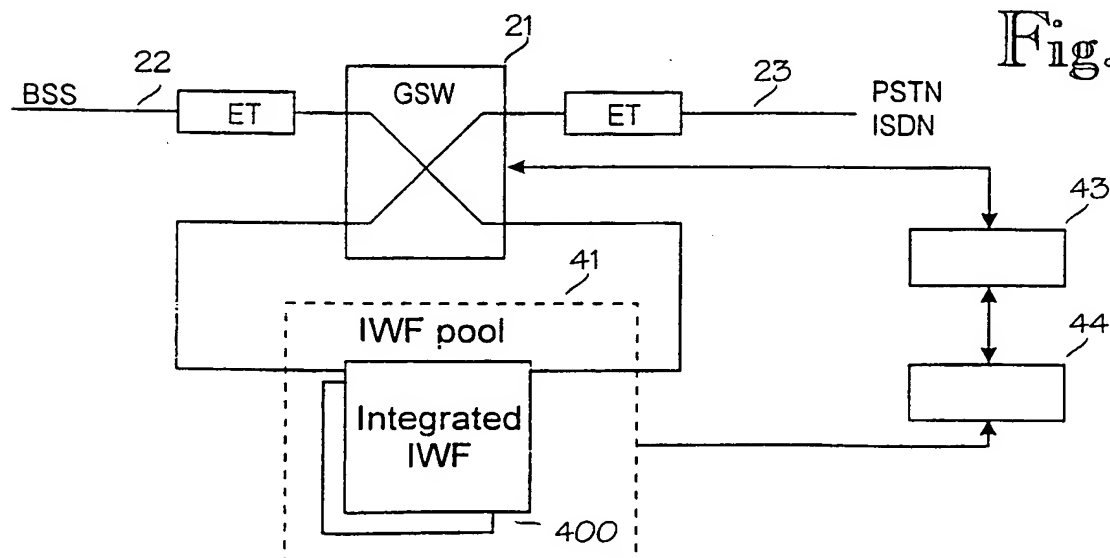 Fig.
21
22
23
BSS
ET
GSW
ET
PSTN
ISDN
43
41
IWF pool
44
Integrated
IWF
400